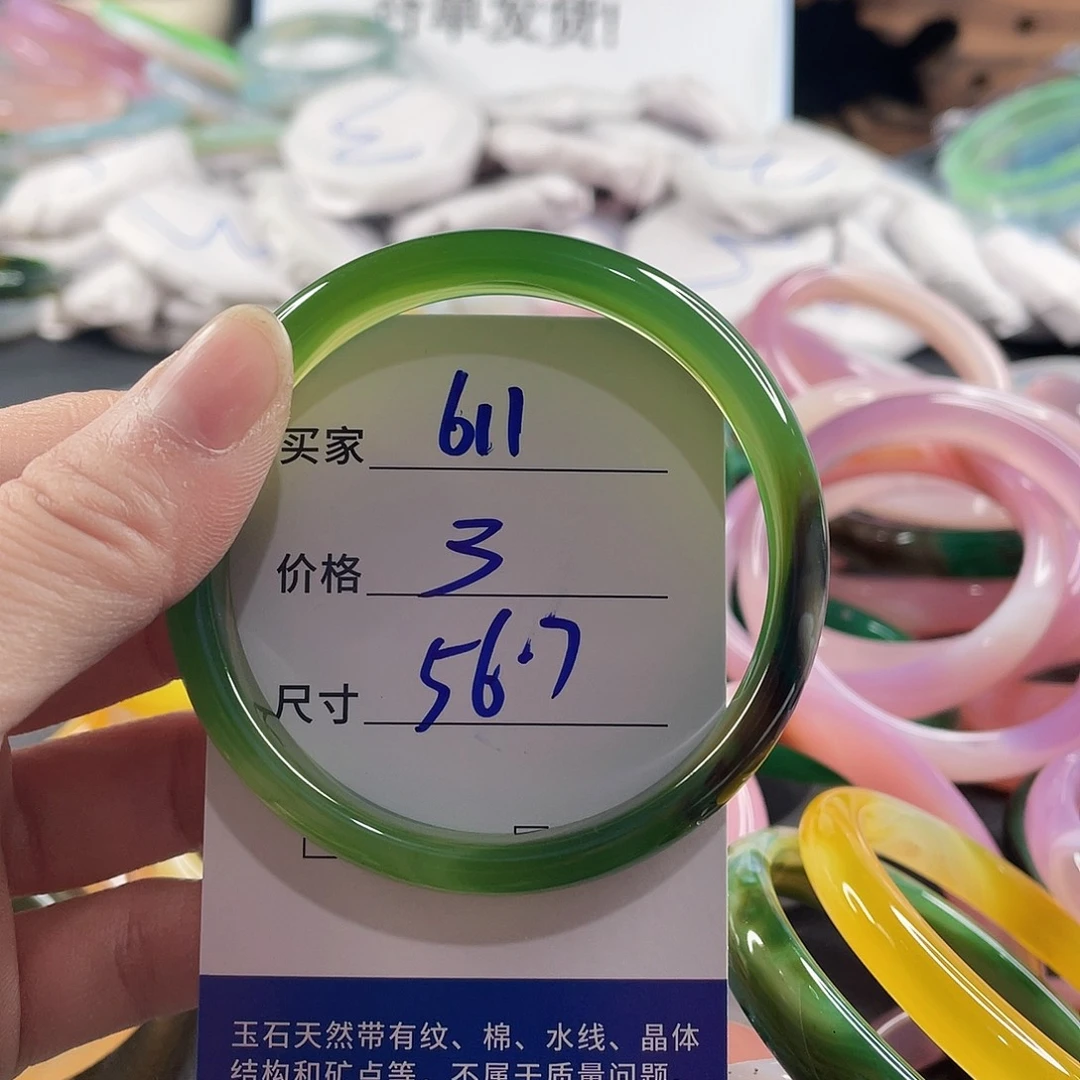 买家 611
价格 3
尺寸 56.7
玉石天然带有纹、棉、水线、晶体
结构和矿点等，不属于质量问题。